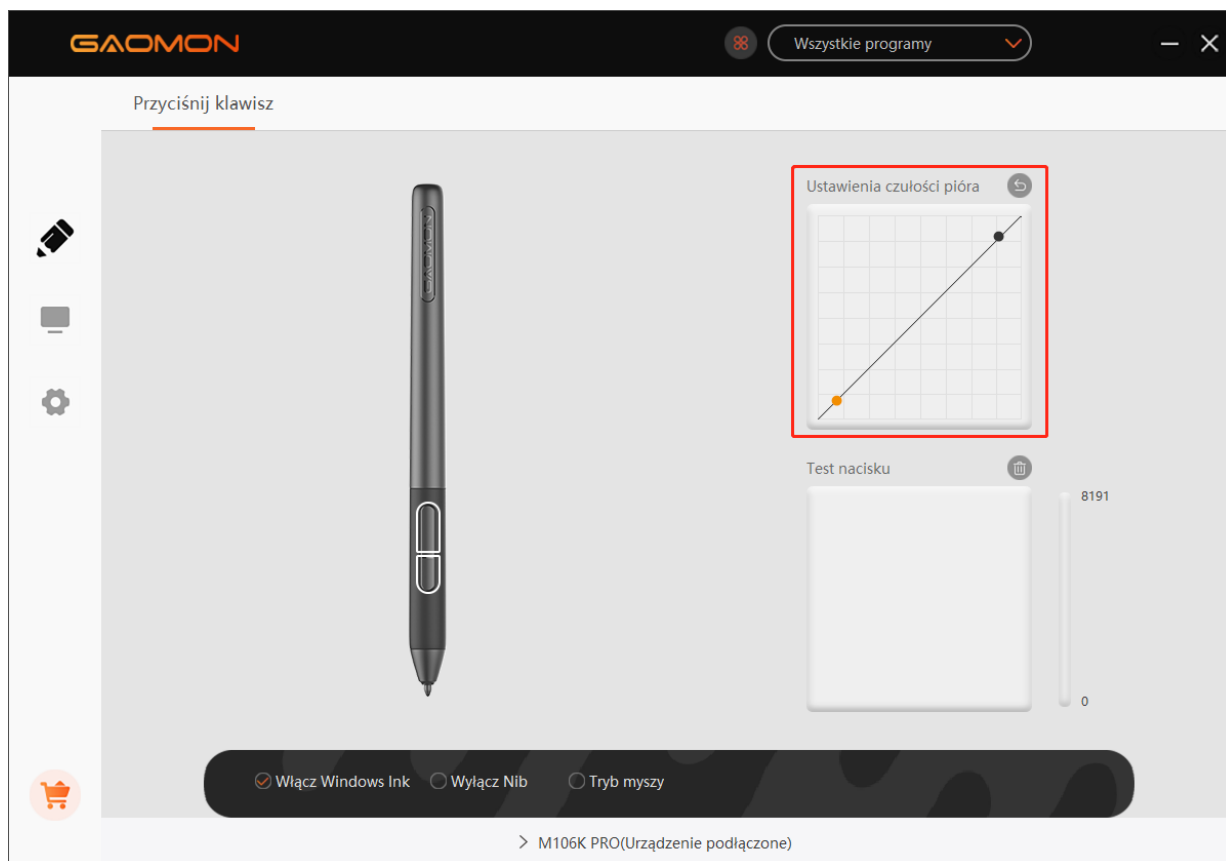 GAOMON
Wszystkie programy
Przyciśnij klawisz
GAOMON
Ustawienia czułości pióra
Test nacisku
8191
0
Włącz Windows Ink
Wyłącz Nib
Tryb myszy
M106K PRO(Urządzenie podłączone)